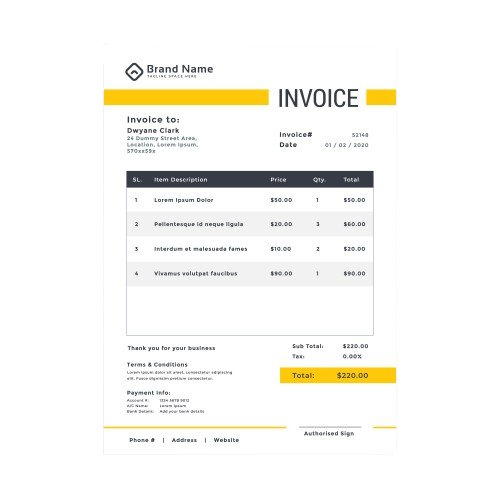 Brand Name
TAGLINE SPACE HERE
INVOICE
Invoice to:
Dwyane Clark
24 Dummy Street Area,
Location, Lorem Ipsum,
570xx59x
Invoice# 52148
Date 01 / 02 / 2020
SL. Item Description Price Qty. Total
1 Lorem Ipsum Dolor $50.00 1 $50.00
2 Pellentesque id neque ligula $20.00 3 $60.00
3 Interdum et malesuada fames $10.00 2 $20.00
4 Vivamus volutpat faucibus $90.00 1 $90.00
Sub Total: $220.00
Thank you for your business
Tax: 0.00%
Terms & Conditions
Lorem ipsum dolor sit amet, consectetur adipiscing
elit. Fusce dignissim pretium consectetur.
Total: $220.00
Payment Info:
Account #: 1234 5678 9012
A/C Name: Lorem Ipsum
Bank Details: Add your bank details
Authorised Sign
Phone # | Address | Website